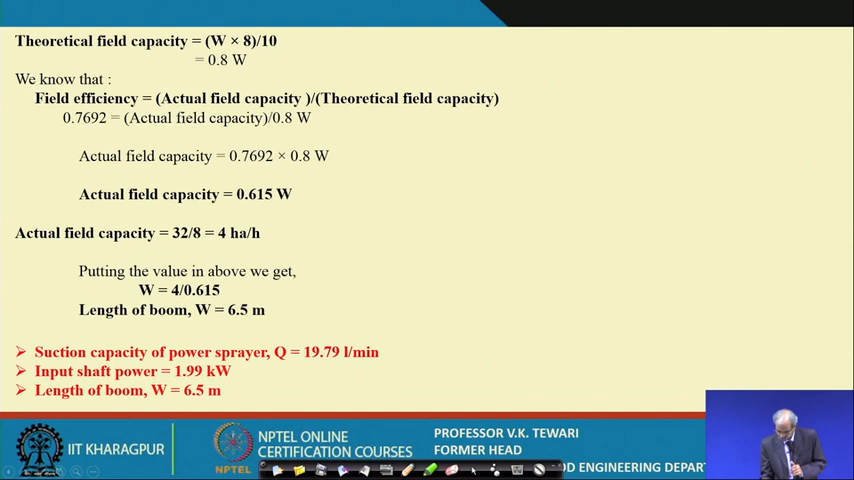 Theoretical field capacity = (W × 8)/10
= 0.8 W
We know that :
Field efficiency = (Actual field capacity )/(Theoretical field capacity)
0.7692 = (Actual field capacity)/0.8 W
Actual field capacity = 0.7692 × 0.8 W
Actual field capacity = 0.615 W
Actual field capacity = 32/8 = 4 ha/h
Putting the value in above we get,
W = 4/0.615
Length of boom, W = 6.5 m
Suction capacity of power sprayer, Q = 19.79 l/min
Input shaft power = 1.99 kW
Length of boom, W = 6.5 m
IIT KHARAGPUR
NPTEL
NPTEL ONLINE
CERTIFICATION COURSES
PROFESSOR V.K. TEWARI
FORMER HEAD
OD ENGINEERING DEPART